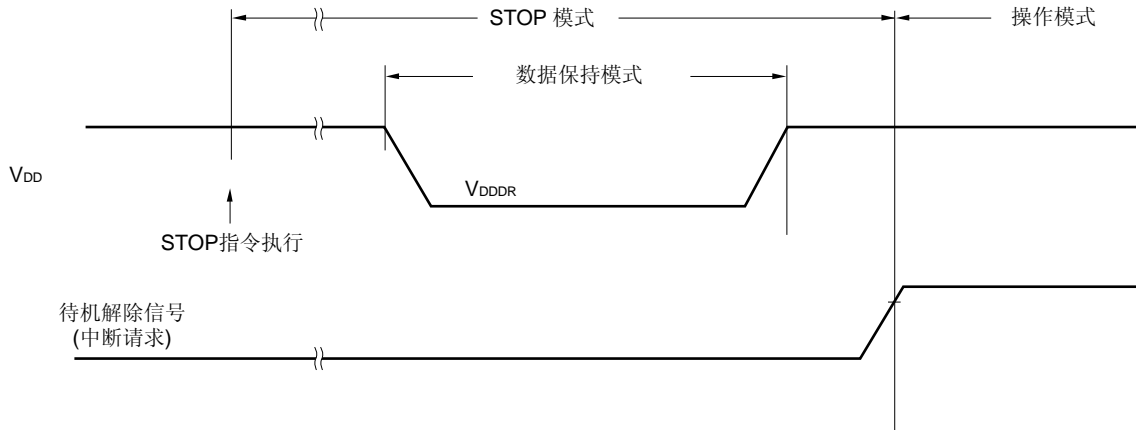 STOP 模式
操作模式
数据保持模式
VDD
VDDDR
STOP指令执行
待机解除信号
(中断请求)